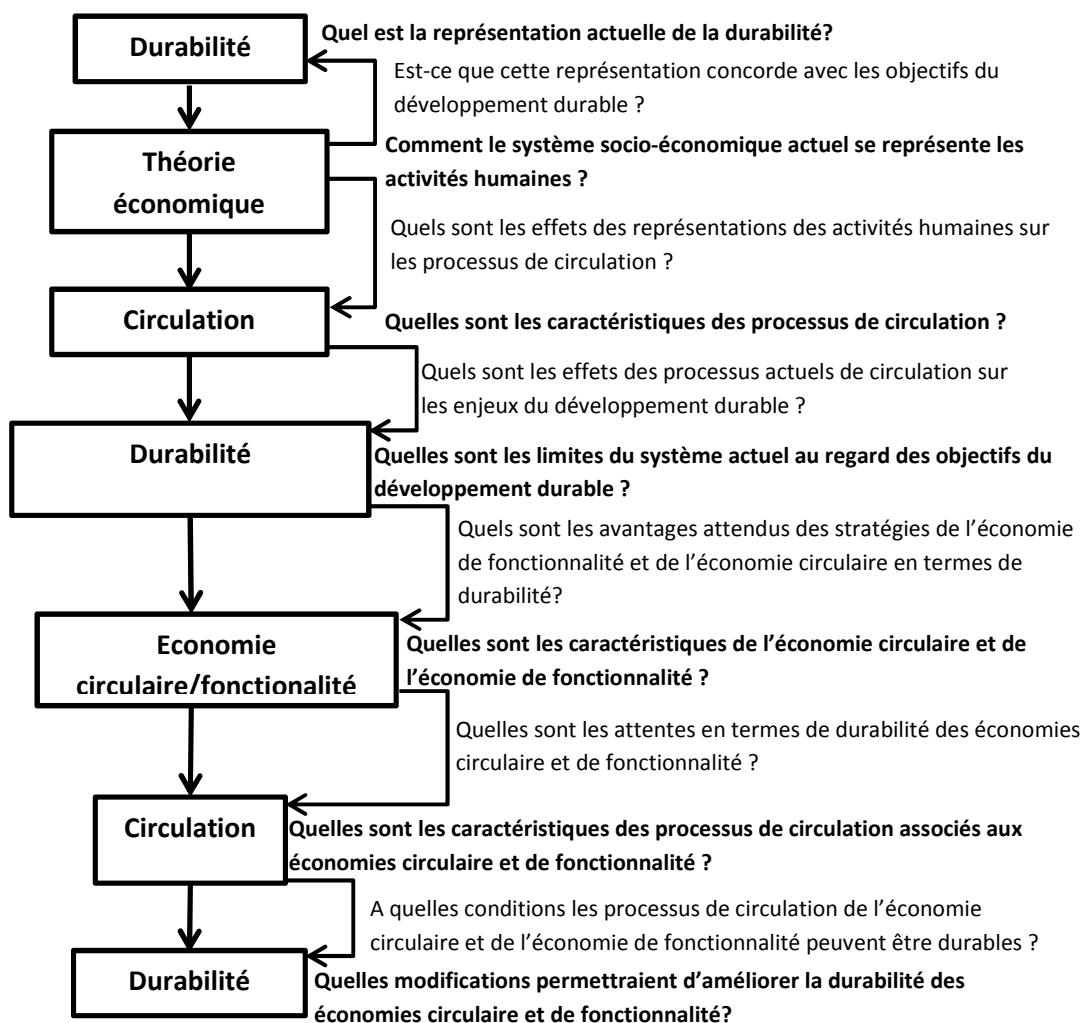 Durabilité
Quel est la représentation actuelle de la durabilité?
Est-ce que cette représentation concorde avec les objectifs du
développement durable ?
Théorie
économique
Comment le système socio-économique actuel se représente les
activités humaines ?
Quels sont les effets des représentations des activités humaines sur
les processus de circulation ?
Circulation
Quelles sont les caractéristiques des processus de circulation ?
Quels sont les effets des processus actuels de circulation sur
les enjeux du développement durable ?
Durabilité
Quelles sont les limites du système actuel au regard des objectifs du
développement durable ?
Quels sont les avantages attendus des stratégies de l’économie
de fonctionnalité et de l’économie circulaire en termes de
durabilité?
Economie
circulaire/fonctionalité
Quelles sont les caractéristiques de l’économie circulaire et de
l’économie de fonctionnalité ?
Quelles sont les attentes en termes de durabilité des économies
circulaire et de fonctionnalité ?
Circulation
Quelles sont les caractéristiques des processus de circulation associés aux
économies circulaire et de fonctionnalité ?
A quelles conditions les processus de circulation de l’économie
circulaire et de l’économie de fonctionnalité peuvent être durables ?
Durabilité
Quelles modifications permettraient d’améliorer la durabilité des
économies circulaire et de fonctionnalité?